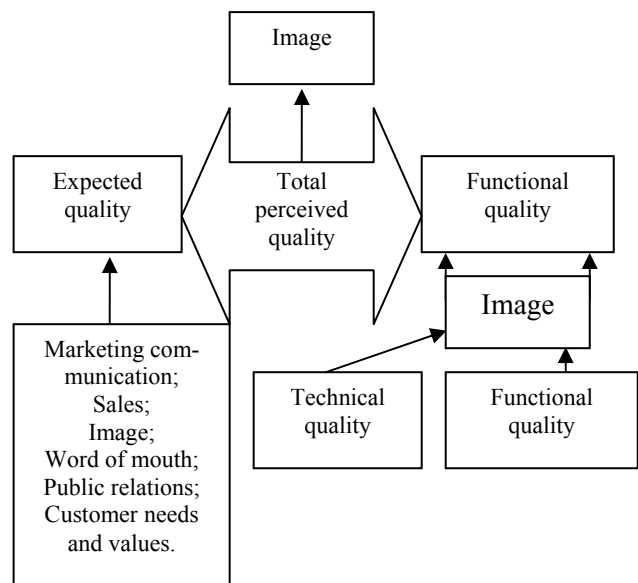 Image
Expected
quality
Total
perceived
quality
Functional
quality
Image
Marketing com-
munication;
Sales;
Image;
Word of mouth;
Public relations;
Customer needs
and values.
Technical
quality
Functional
quality